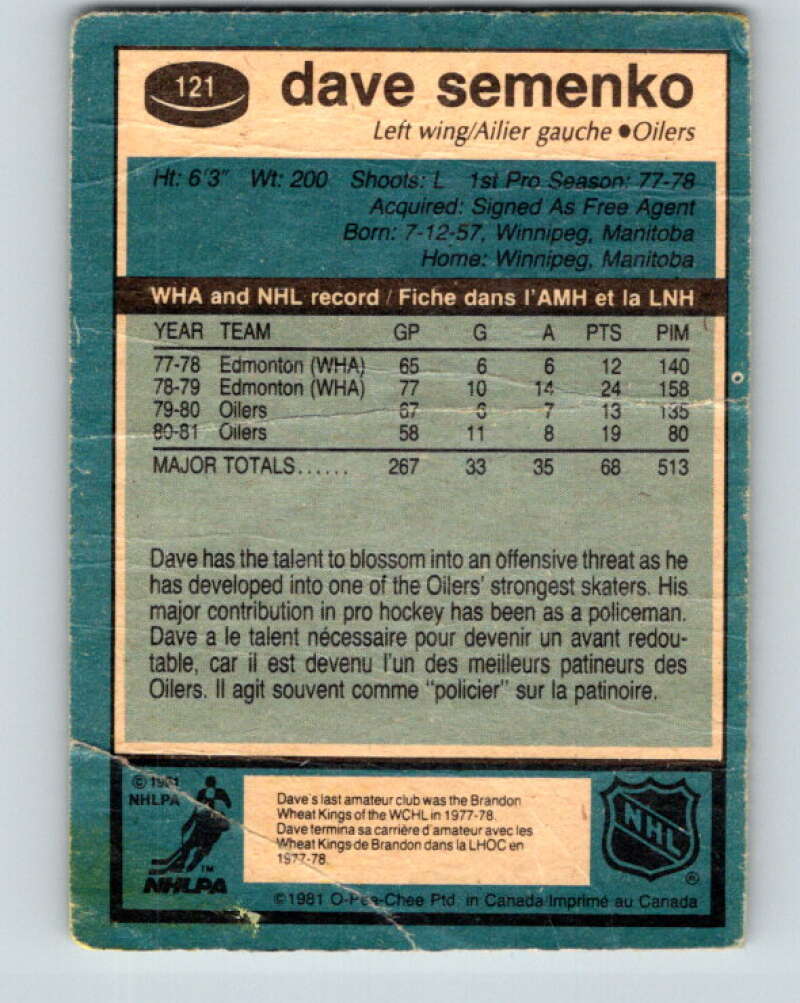 121
dave semenko
Left wing/Ailier gauche ●Oilers
Ht: 6'3" Wt: 200 Shoots: L 1st Pro Season: 77-78
Acquired: Signed As Free Agent
Born: 7-12-57, Winnipeg, Manitoba
Home: Winnipeg, Manitoba
WHA and NHL record / Fiche dans l'AMH et la LNH
YEAR TEAM GP G A PTS PIM
77-78 Edmonton (WHA) 65 6 6 12 140
78-79 Edmonton (WHA) 77 10 14 24 158
79-80 Oilers 67 6 7 13 135
80-81 Oilers 58 11 8 19 80
MAJOR TOTALS...... 267 33 35 68 513
Dave has the talent to blossom into an offensive threat as he
has developed into one of the Oilers' strongest skaters. His
major contribution in pro hockey has been as a policeman.
Dave a le talent nécessaire pour devenir un avant redou-
table, car il est devenu l'un des meilleurs patineurs des
Oilers. Il agit souvent comme "policier" sur la patinoire.
© 1981
NHLPA
TM
NHLPA
Dave's last amateur club was the Brandon
Wheat Kings of the WCHL in 1977-78.
Dave termina sa carrière d'amateur avec les
Wheat Kings de Brandon dans la LHOC en
1977-78.
NHL
®
©1981 O-Pee-Chee Ptd. in Canada Imprimé au Canada